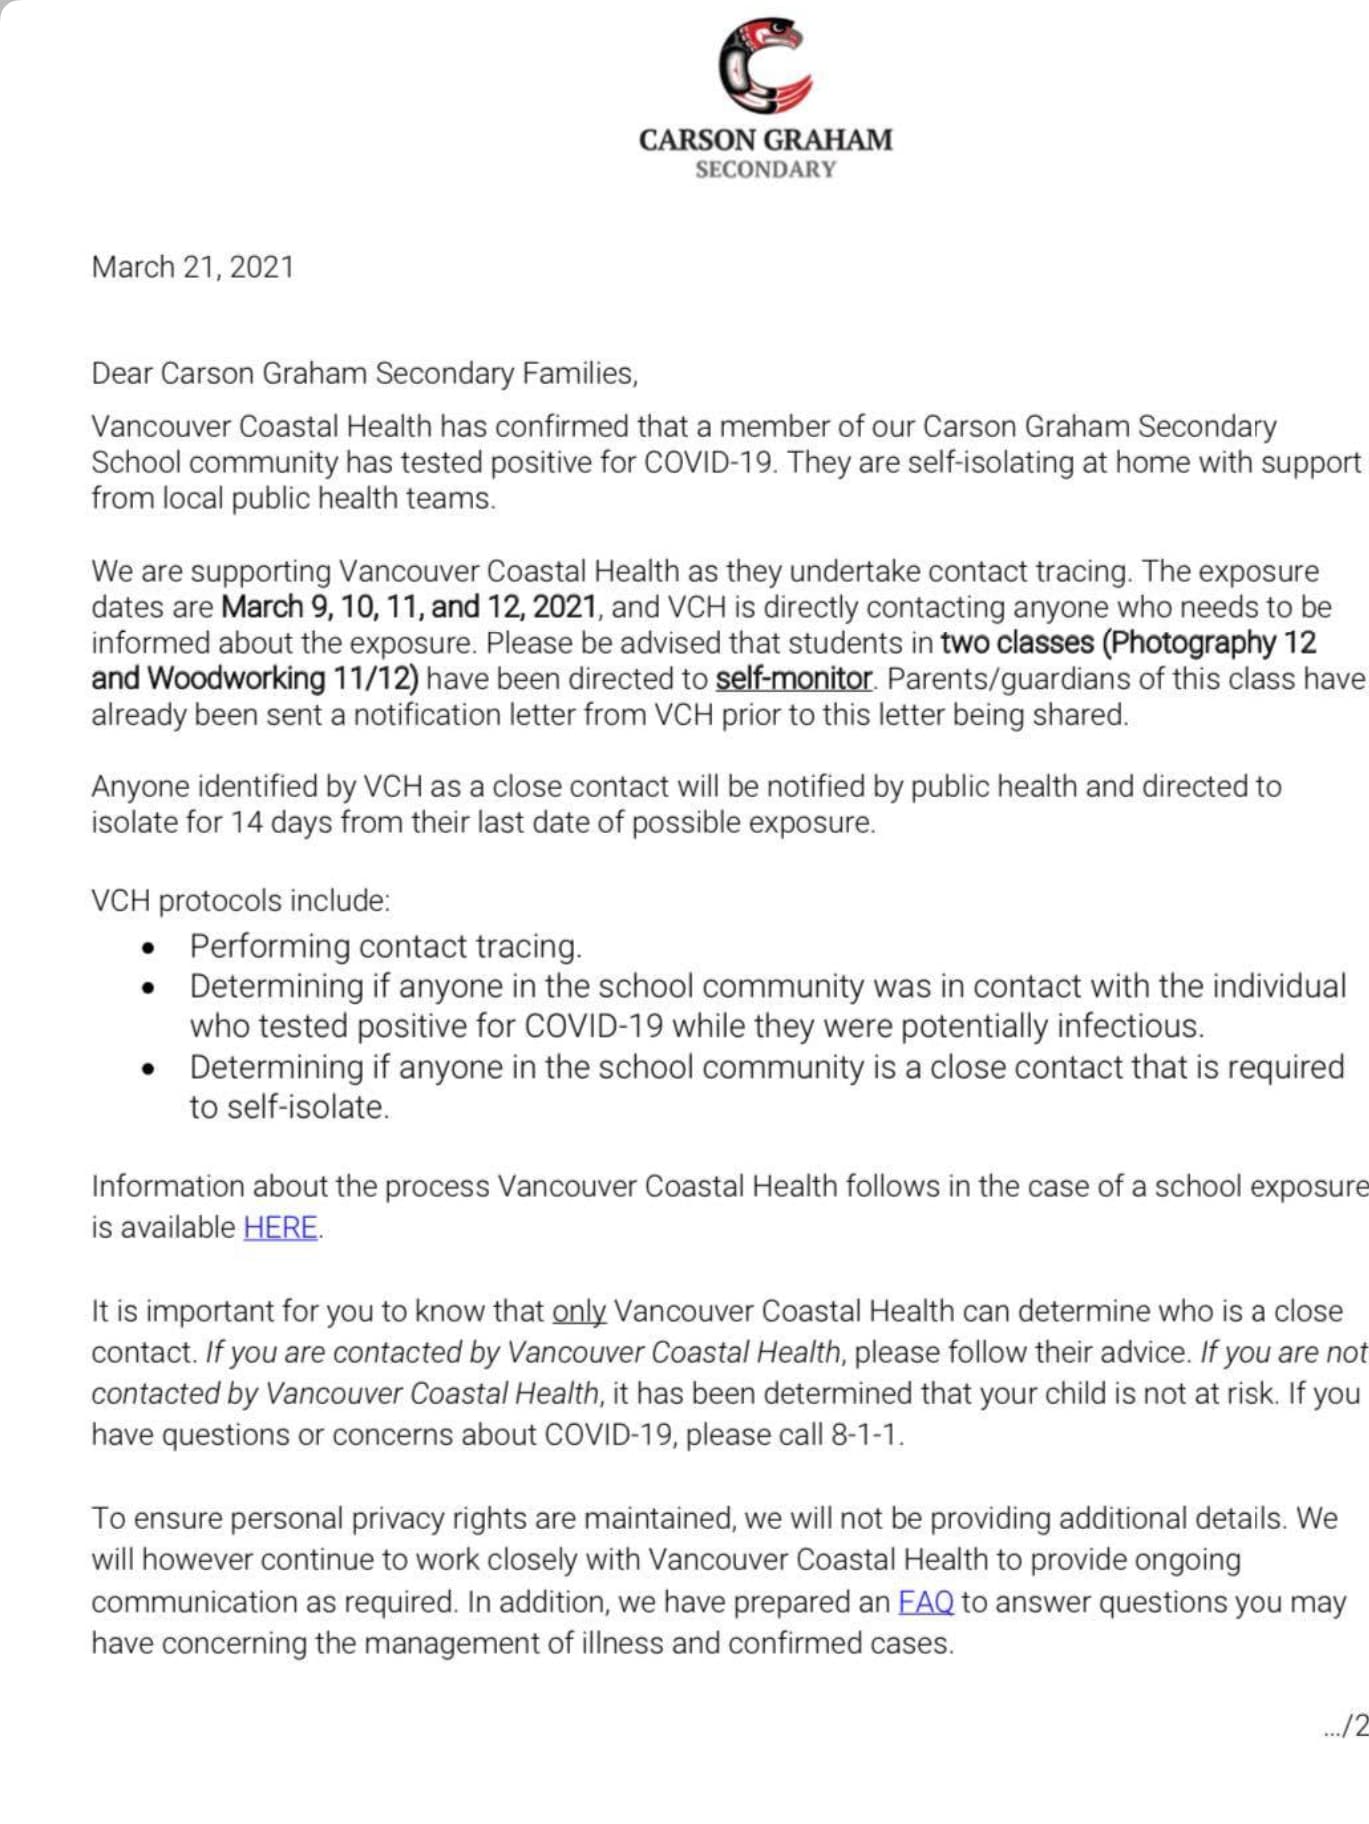 CARSON GRAHAM
SECONDARY
March 21, 2021
Dear Carson Graham Secondary Families,
Vancouver Coastal Health has confirmed that a member of our Carson Graham Secondary
School community has tested positive for COVID-19. They are self-isolating at home with support
from local public health teams.
We are supporting Vancouver Coastal Health as they undertake contact tracing. The exposure
dates are March 9, 10, 11, and 12, 2021, and VCH is directly contacting anyone who needs to be
informed about the exposure. Please be advised that students in two classes (Photography 12
and Woodworking 11/12) have been directed to self-monitor. Parents/guardians of this class have
already been sent a notification letter from VCH prior to this letter being shared.
Anyone identified by VCH as a close contact will be notified by public health and directed to
isolate for 14 days from their last date of possible exposure.
VCH protocols include:
• Performing contact tracing.
• Determining if anyone in the school community was in contact with the individual
who tested positive for COVID-19 while they were potentially infectious.
• Determining if anyone in the school community is a close contact that is required
to self-isolate.
Information about the process Vancouver Coastal Health follows in the case of a school exposure
is available HERE.
It is important for you to know that only Vancouver Coastal Health can determine who is a close
contact. If you are contacted by Vancouver Coastal Health, please follow their advice. If you are not
contacted by Vancouver Coastal Health, it has been determined that your child is not at risk. If you
have questions or concerns about COVID-19, please call 8-1-1.
To ensure personal privacy rights are maintained, we will not be providing additional details. We
will however continue to work closely with Vancouver Coastal Health to provide ongoing
communication as required. In addition, we have prepared an FAQ to answer questions you may
have concerning the management of illness and confirmed cases.
.../2